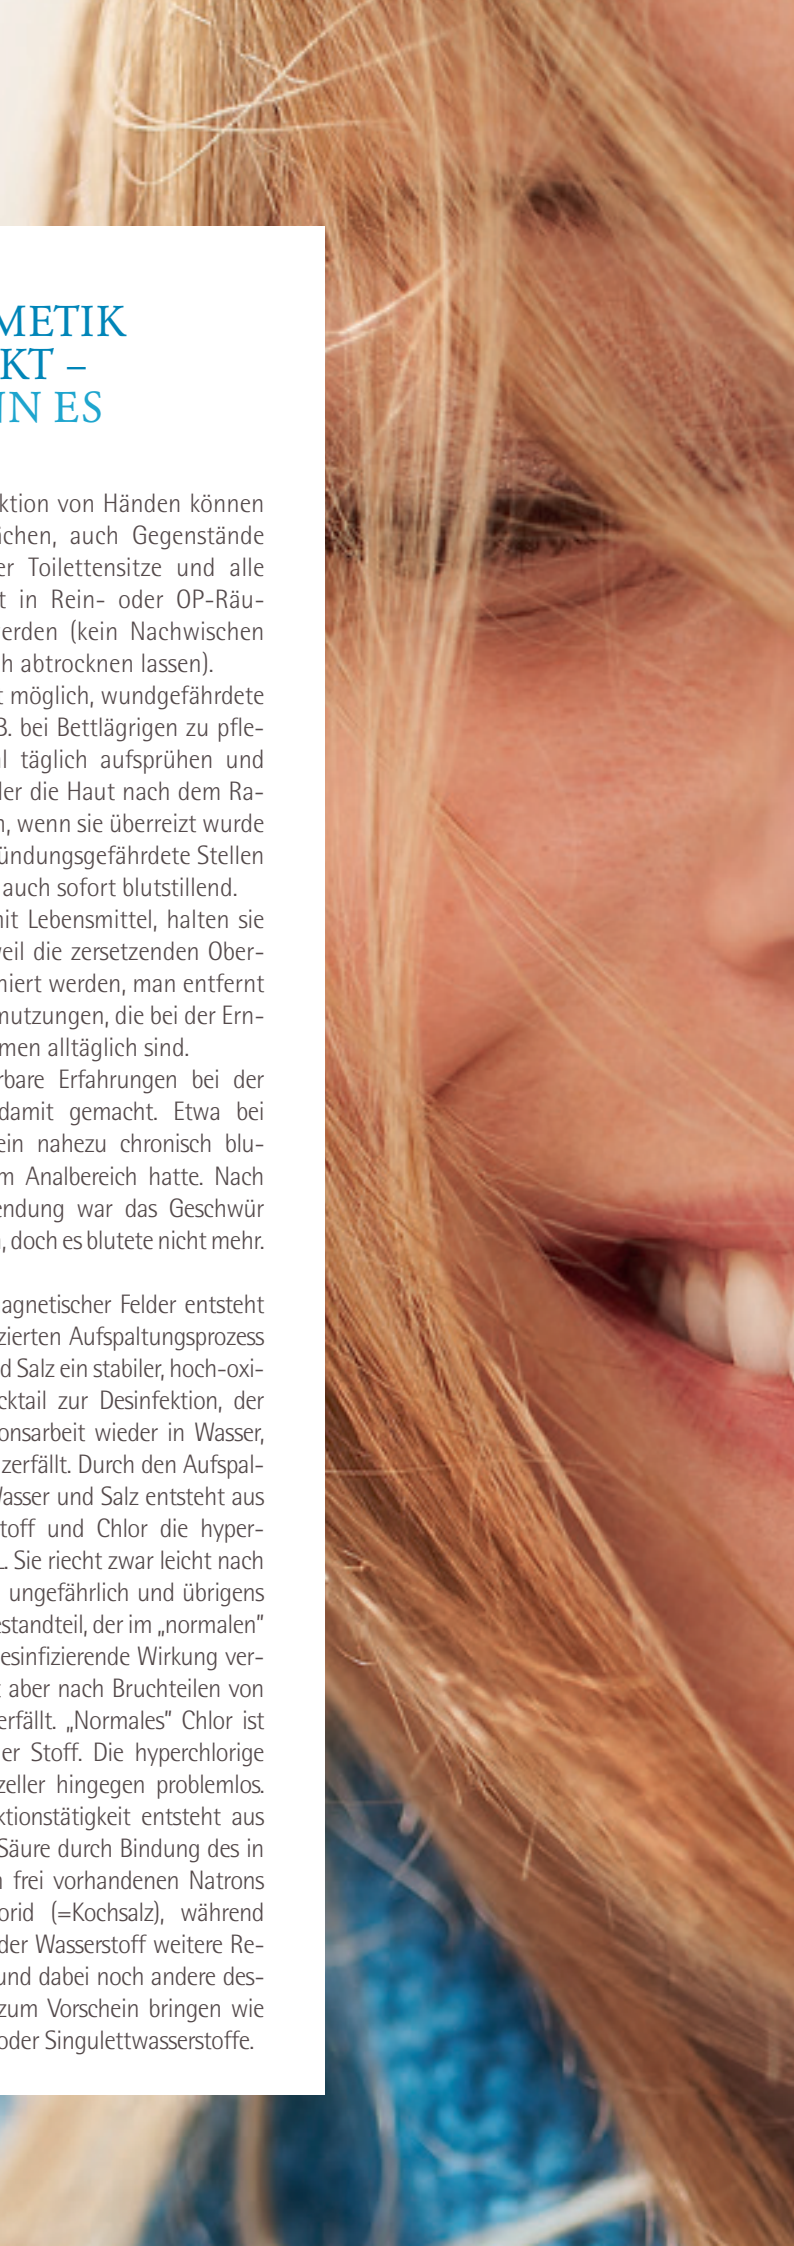 METIK
KT –
NN ES
ktion von Händen können
ichen, auch Gegenstände
er Toilettensitze und alle
t in Rein- oder OP-Räu-
erden (kein Nachwischen
h abtrocknen lassen).
t möglich, wundgefährdete
B. bei Bettlägrigen zu pfle-
l täglich aufsprühen und
der die Haut nach dem Ra-
n, wenn sie überreizt wurde
ündungsgefährdete Stellen
auch sofort blutstillend.
mit Lebensmittel, halten sie
weil die zersetzenden Ober-
niert werden, man entfernt
mutzungen, die bei der Ern-
men alltäglich sind.
rbare Erfahrungen bei der
damit gemacht. Etwa bei
ein nahezu chronisch blu-
m Analbereich hatte. Nach
endung war das Geschwür
, doch es blutete nicht mehr.
agnetischer Felder entsteht
zierten Aufspaltungsprozess
d Salz ein stabiler, hoch-oxi-
cktail zur Desinfektion, der
onsarbeit wieder in Wasser,
zerfällt. Durch den Aufspal-
Wasser und Salz entsteht aus
toff und Chlor die hyper-
. Sie riecht zwar leicht nach
ungefährlich und übrigens
estandteil, der im „normalen“
esinfizierende Wirkung ver-
t aber nach Bruchteilen von
erfällt. „Normales“ Chlor ist
er Stoff. Die hyperchlorige
zeller hingegen problemlos.
ktionstätigkeit entsteht aus
Säure durch Bindung des in
n frei vorhandenen Natrons
orid (=Kochsalz), während
der Wasserstoff weitere Re-
und dabei noch andere des-
zum Vorschein bringen wie
oder Singulettwasserstoffe.